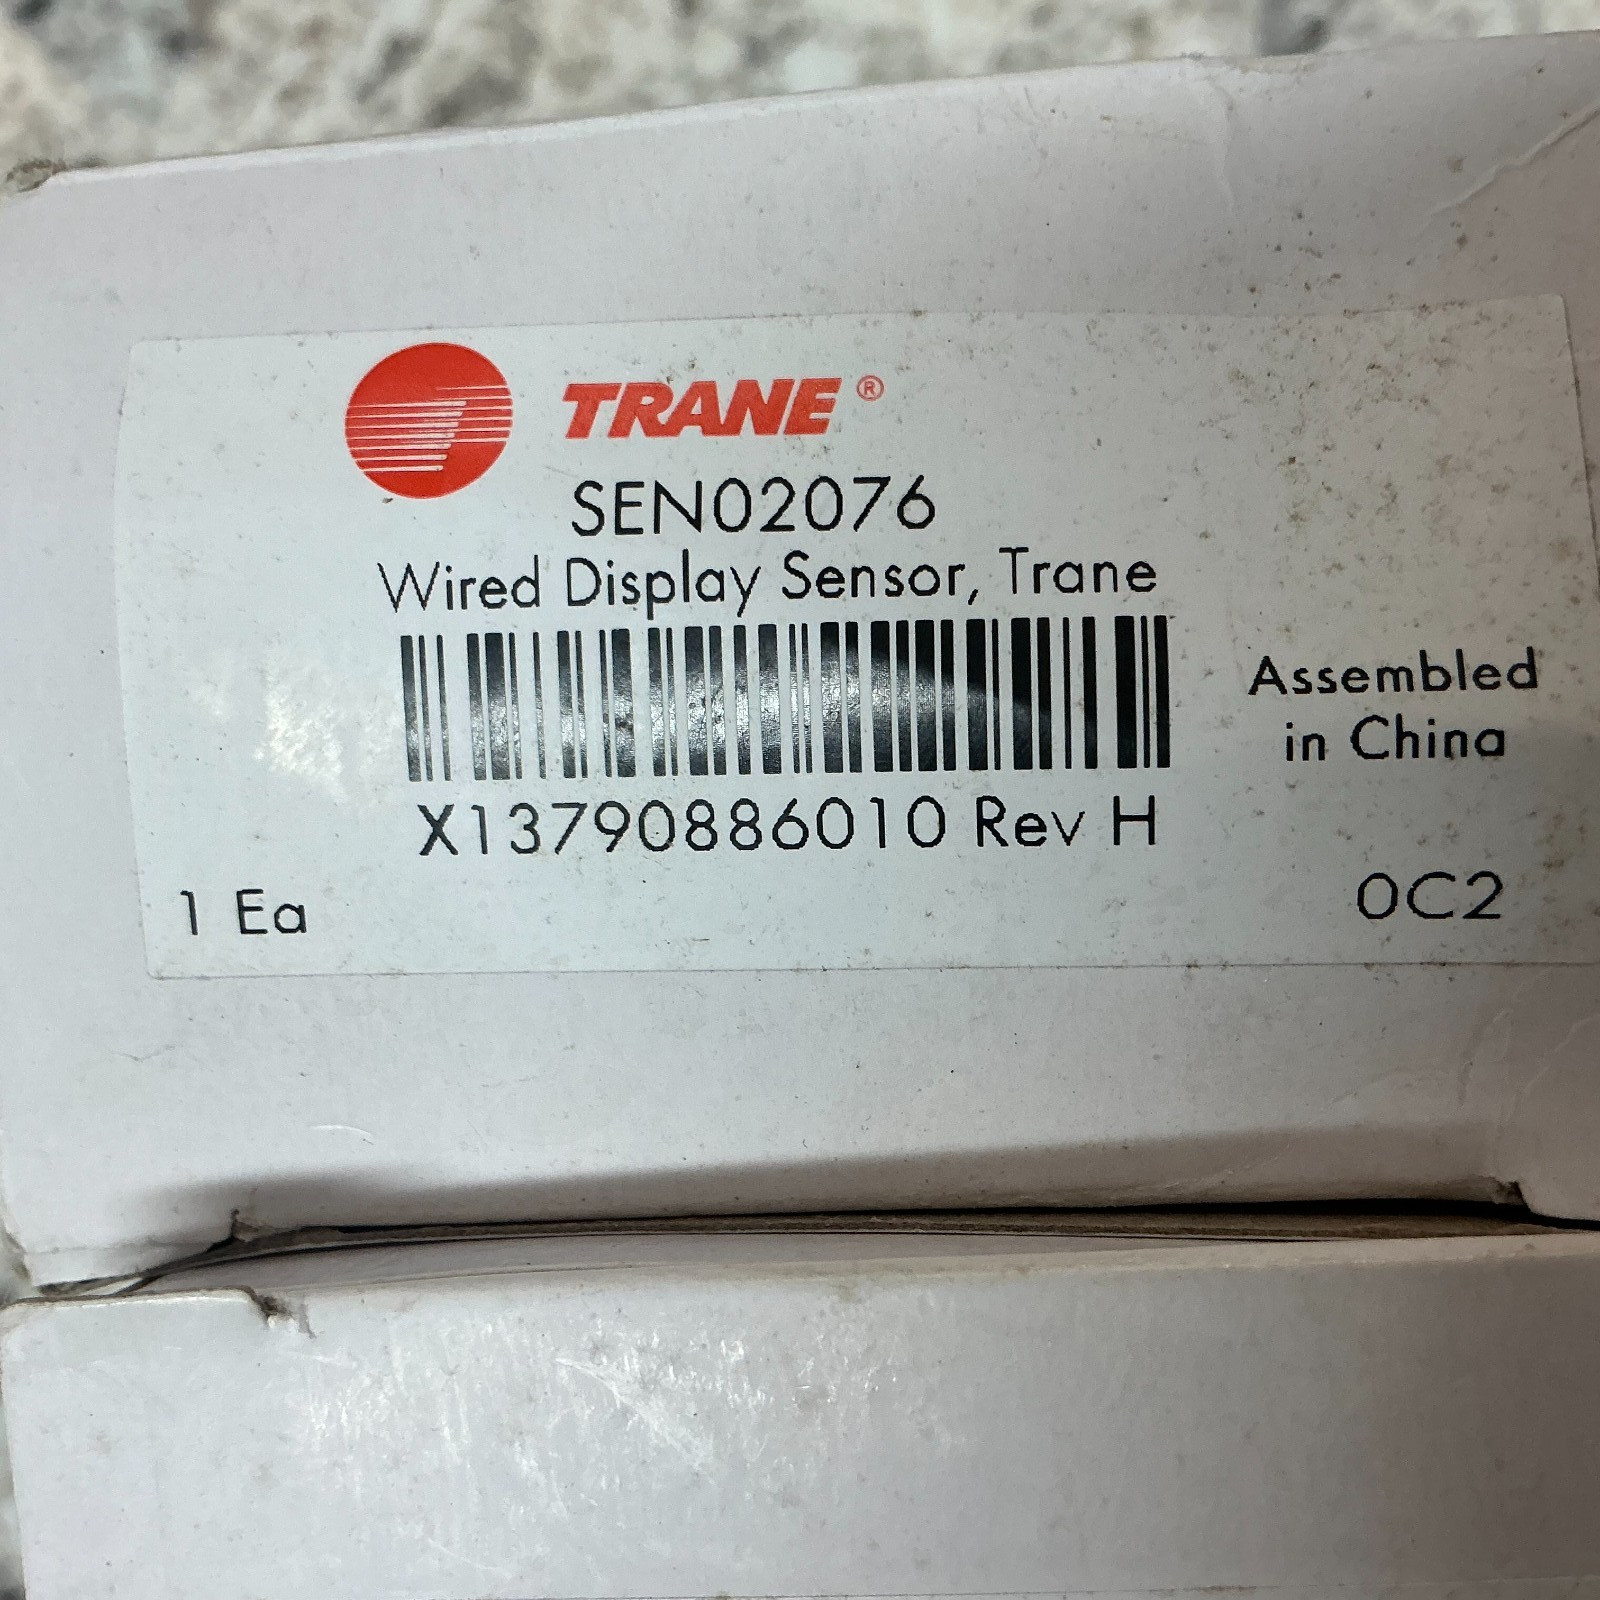 TRANE®
SEN02076
Wired Display Sensor, Trane
Assembled
in China
X13790886010 Rev H
1 Ea
0C2